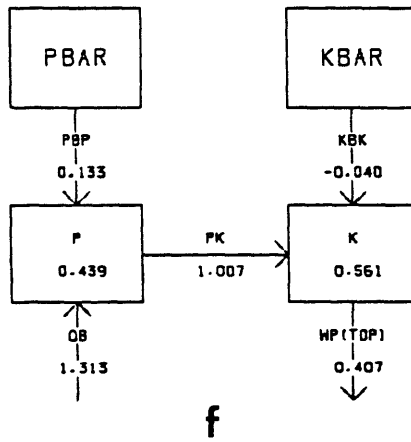 PBAR KBAR
PBP KBK
0.133 -0.040
P PK K
0.439 1.007 0.561
QB WP(TOP)
1.313 0.407
f